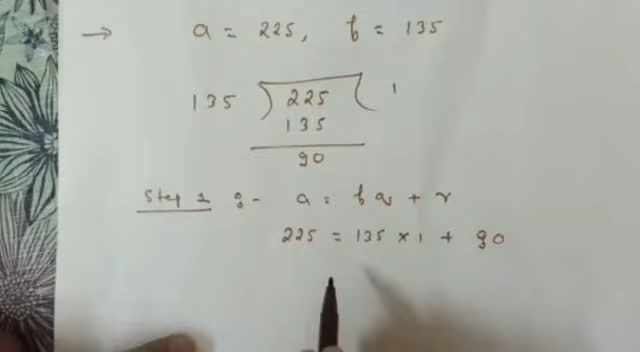 → a = 225, b = 135
135 ) 225 ( 1
135
90
Step 1 :- a = bq + r
225 = 135 × 1 + 90